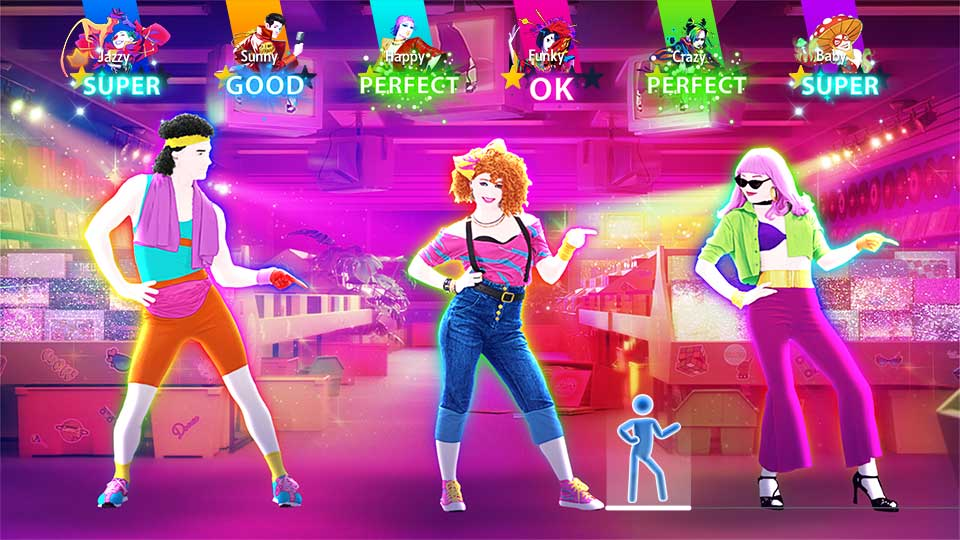 Jazzy
SUPER
Sunny
GOOD
Happy
PERFECT
Funky
OK
Crazy
PERFECT
Baby
SUPER